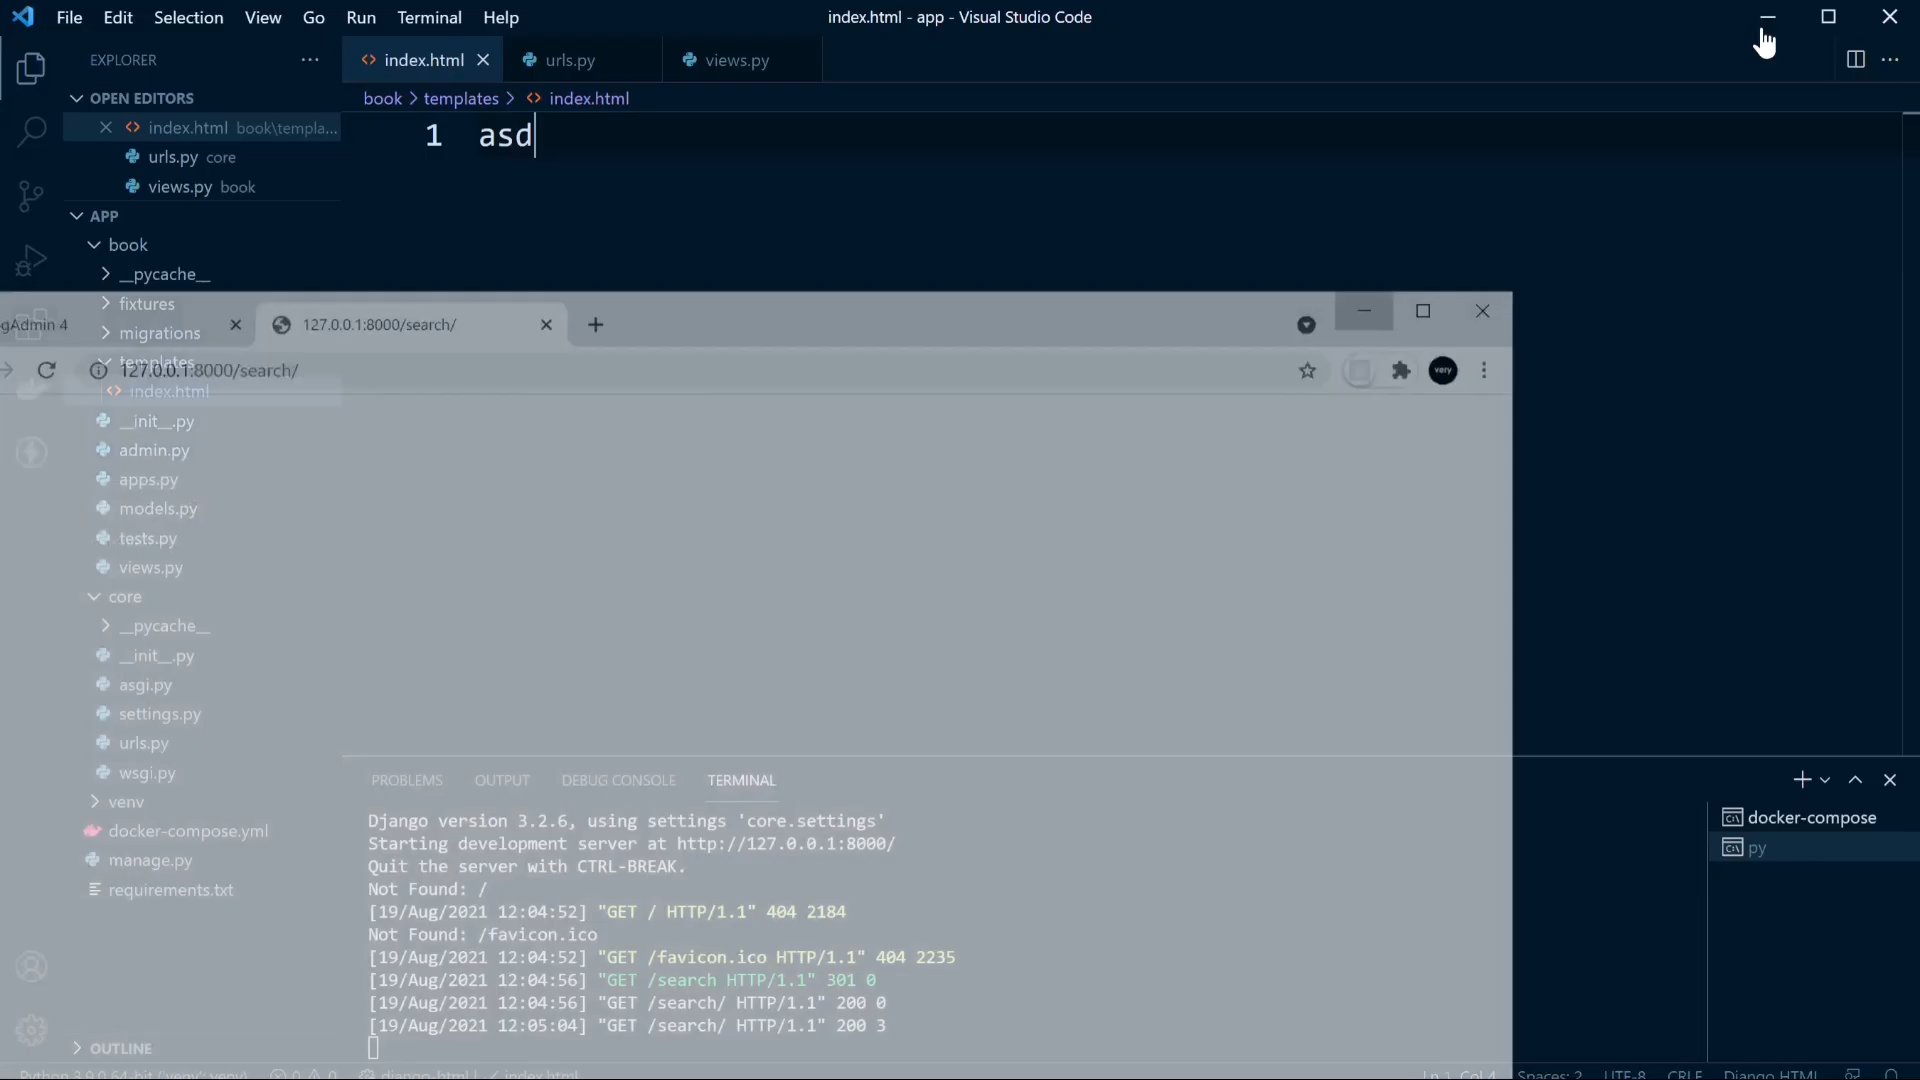 File Edit Selection View Go Run Terminal Help
index.html - app - Visual Studio Code
EXPLORER
index.html
urls.py
views.py
OPEN EDITORS
book > templates > index.html
index.html book\templa...
urls.py core
views.py book
1 asd
APP
book
__pycache__
fixtures
gAdmin 4
127.0.0.1:8000/search/
migrations
templates
127.0.0.1:8000/search/
very
index.html
__init__.py
admin.py
apps.py
models.py
tests.py
views.py
core
__pycache__
__init__.py
asgi.py
settings.py
urls.py
wsgi.py
venv
docker-compose.yml
manage.py
requirements.txt
OUTLINE
PROBLEMS OUTPUT DEBUG CONSOLE TERMINAL
Django version 3.2.6, using settings 'core.settings'
Starting development server at http://127.0.0.1:8000/
Quit the server with CTRL-BREAK.
Not Found: /
[19/Aug/2021 12:04:52] "GET / HTTP/1.1" 404 2184
Not Found: /favicon.ico
[19/Aug/2021 12:04:52] "GET /favicon.ico HTTP/1.1" 404 2235
[19/Aug/2021 12:04:56] "GET /search HTTP/1.1" 301 0
[19/Aug/2021 12:04:56] "GET /search/ HTTP/1.1" 200 0
[19/Aug/2021 12:05:04] "GET /search/ HTTP/1.1" 200 3
docker-compose
py
Python 3.9.0 64-bit ('venv': venv) 0 0 django-html | index.html
Ln 1, Col 4 Spaces: 2 UTF-8 CRLF Django HTML